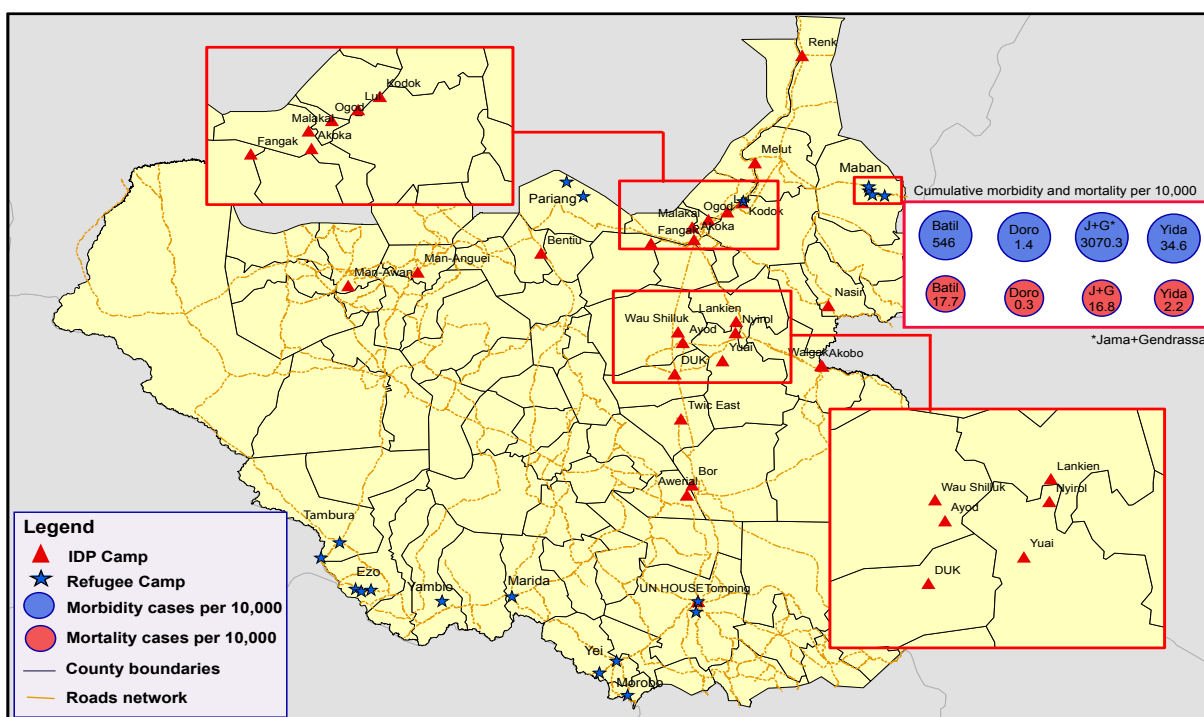 Renk
Kodok
Lul
Ogod
Malakal
Akoka
Fangak
Melut
Maban
Cumulative morbidity and mortality per 10,000
Pariang
Ogod
Kodok
Malakal
Akoka
Fangak
Batil
546
Doro
1.4
J+G*
3070.3
Yida
34.6
Batil
17.7
Doro
0.3
J+G
16.8
Yida
2.2
*Jama+Gendrassa
Bentiu
Man-Awan
Man-Anguei
Nasir
Lankien
Wau Shilluk
Nyirol
Ayod
Yuai
DUK
Walgak
Akobo
Twic East
Bor
Awerial
Lankien
Wau Shilluk
Nyirol
Ayod
Yuai
DUK
Tambura
Ezo
Yambio
Marida
UN HOUSE
Tomping
Yei
Morobo
Legend
IDP Camp
Refugee Camp
Morbidity cases per 10,000
Mortality cases per 10,000
County boundaries
Roads network